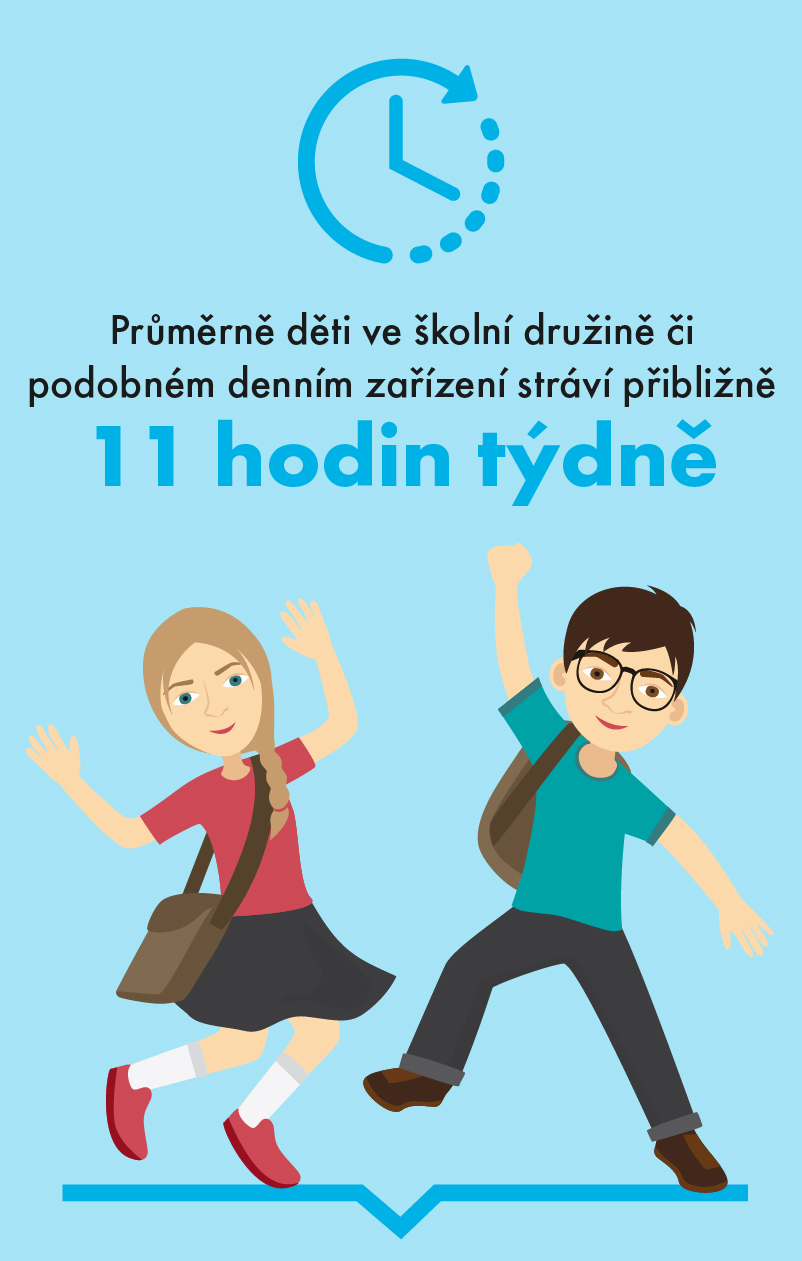 Průměrně děti ve školní družině či
podobném denním zařízení stráví přibližně
11 hodin týdně